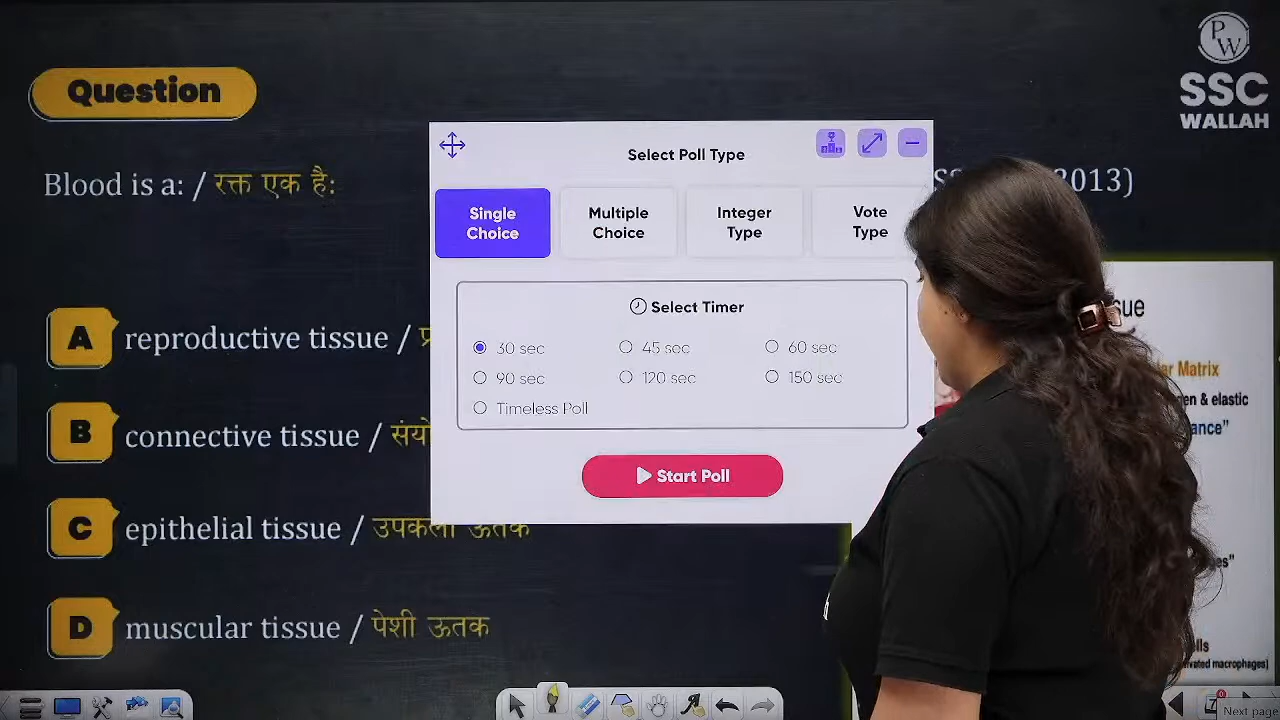 PW
SSC
WALLAH
Question
Blood is a: / रक्त एक है:
2013)
Select Poll Type
Single
Choice
Multiple
Choice
Integer
Type
Vote
Type
Select Timer
30 sec
45 sec
60 sec
90 sec
120 sec
150 sec
Timeless Poll
Start Poll
A reproductive tissue /
B connective tissue /
C epithelial tissue / उपकला ऊतक
D muscular tissue / पेशी ऊतक
Matrix
& elastic
Next page